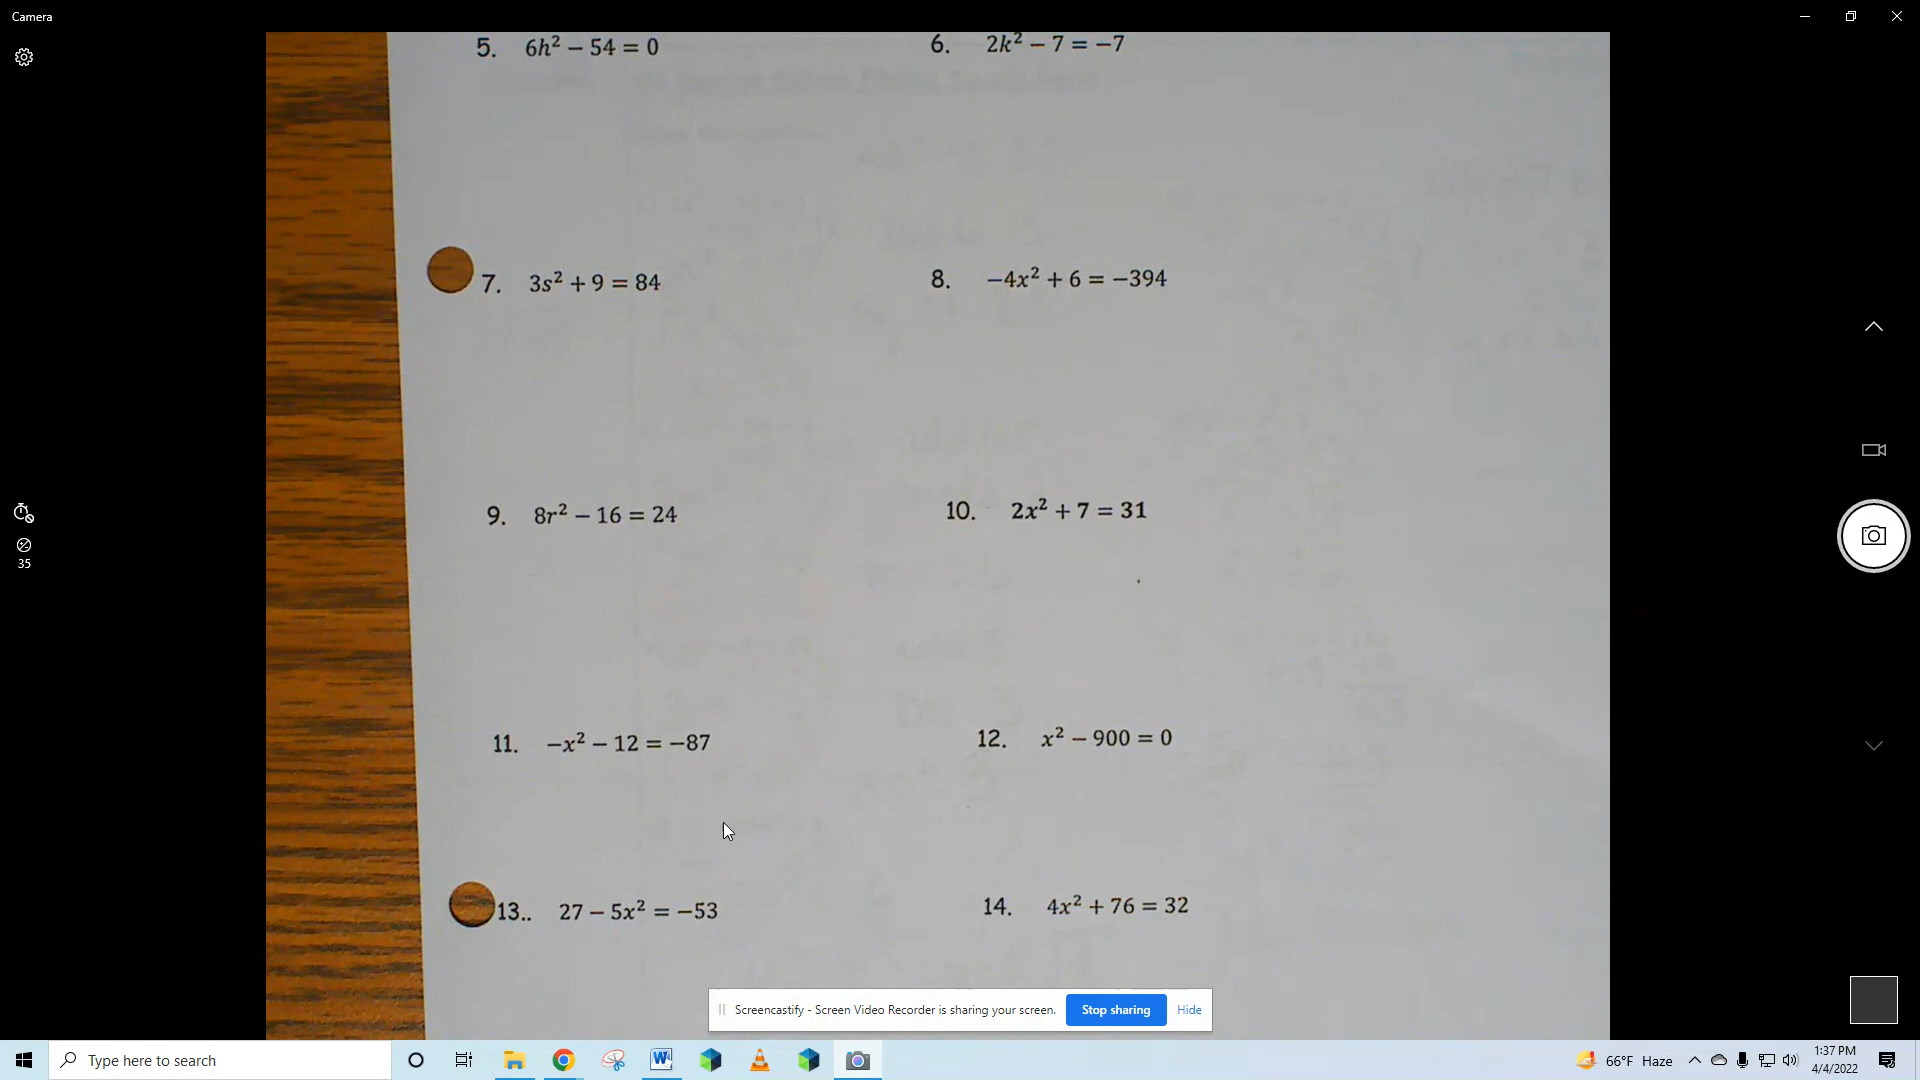 Camera
5. 6h² − 54 = 0 6. 2k² − 7 = −7
7. 3s² + 9 = 84 8. −4x² + 6 = −394
9. 8r² − 16 = 24 10. 2x² + 7 = 31
35
11. −x² − 12 = −87 12. x² − 900 = 0
13.. 27 − 5x² = −53 14. 4x² + 76 = 32
Screencastify - Screen Video Recorder is sharing your screen. Stop sharing Hide
Type here to search
66°F Haze
1:37 PM
4/4/2022